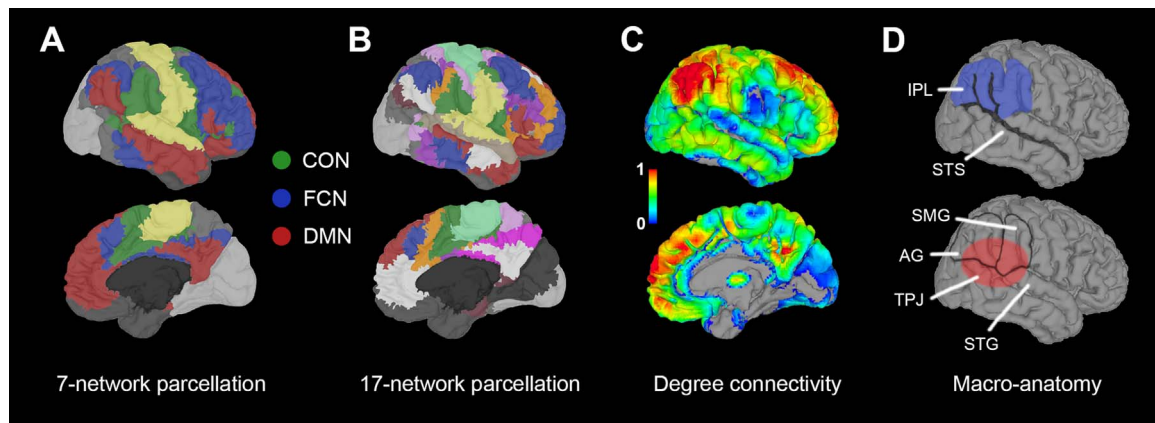 A
B
C
D
IPL
STS
CON
FCN
DMN
1
0
SMG
AG
TPJ
STG
7-network parcellation
17-network parcellation
Degree connectivity
Macro-anatomy